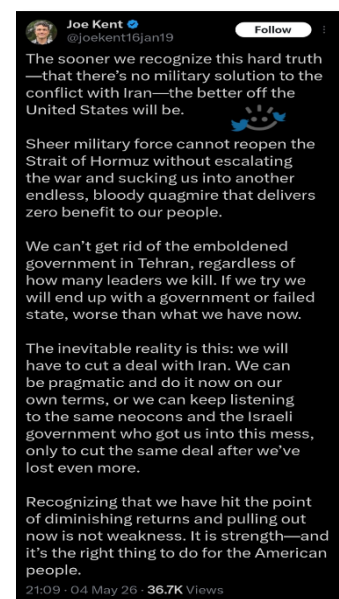 Joe Kent
@joekent16jan19
Follow
The sooner we recognize this hard truth
—that there’s no military solution to the
conflict with Iran—the better off the
United States will be.
Sheer military force cannot reopen the
Strait of Hormuz without escalating
the war and sucking us into another
endless, bloody quagmire that delivers
zero benefit to our people.
We can’t get rid of the emboldened
government in Tehran, regardless of
how many leaders we kill. If we try we
will end up with a government or failed
state, worse than what we have now.
The inevitable reality is this: we will
have to cut a deal with Iran. We can
be pragmatic and do it now on our
own terms, or we can keep listening
to the same neocons and the Israeli
government who got us into this mess,
only to cut the same deal after we’ve
lost even more.
Recognizing that we have hit the point
of diminishing returns and pulling out
now is not weakness. It is strength—and
it’s the right thing to do for the American
people.
21:09 · 04 May 26 · 36.7K Views